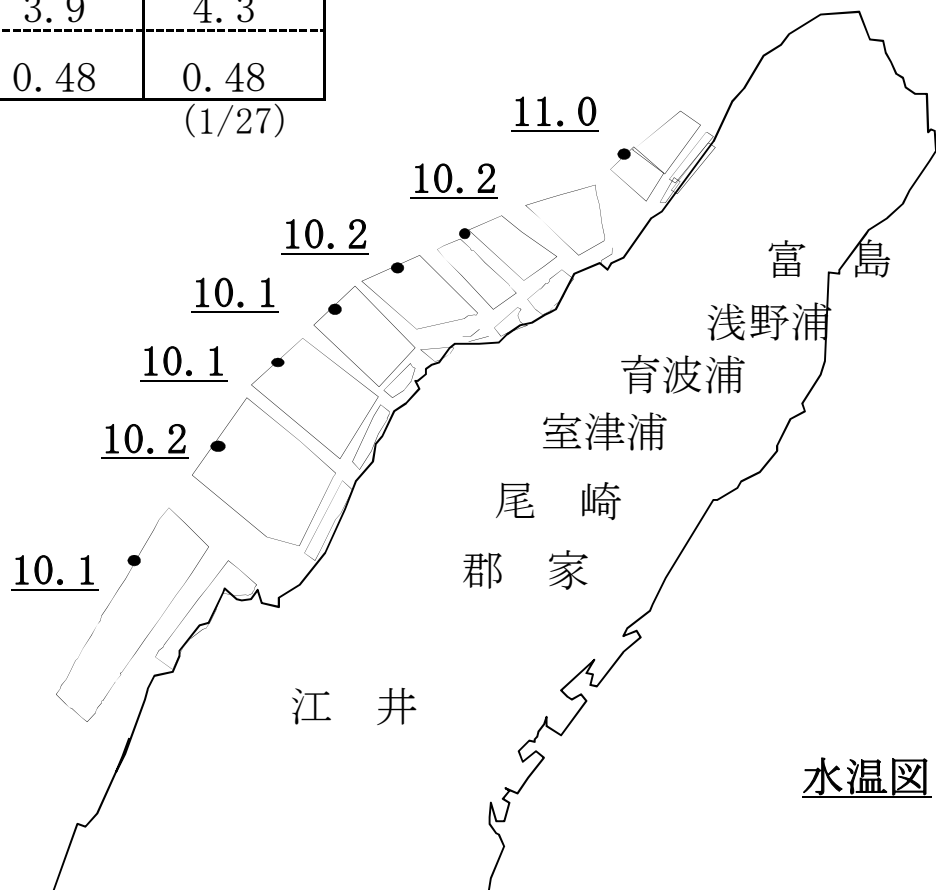 3.9 4.3
0.48 0.48
(1/27)
11.0
10.2
10.2
富 島
10.1
浅野浦
10.1
育波浦
10.2
室津浦
尾 崎
10.1
郡 家
江 井
水温図